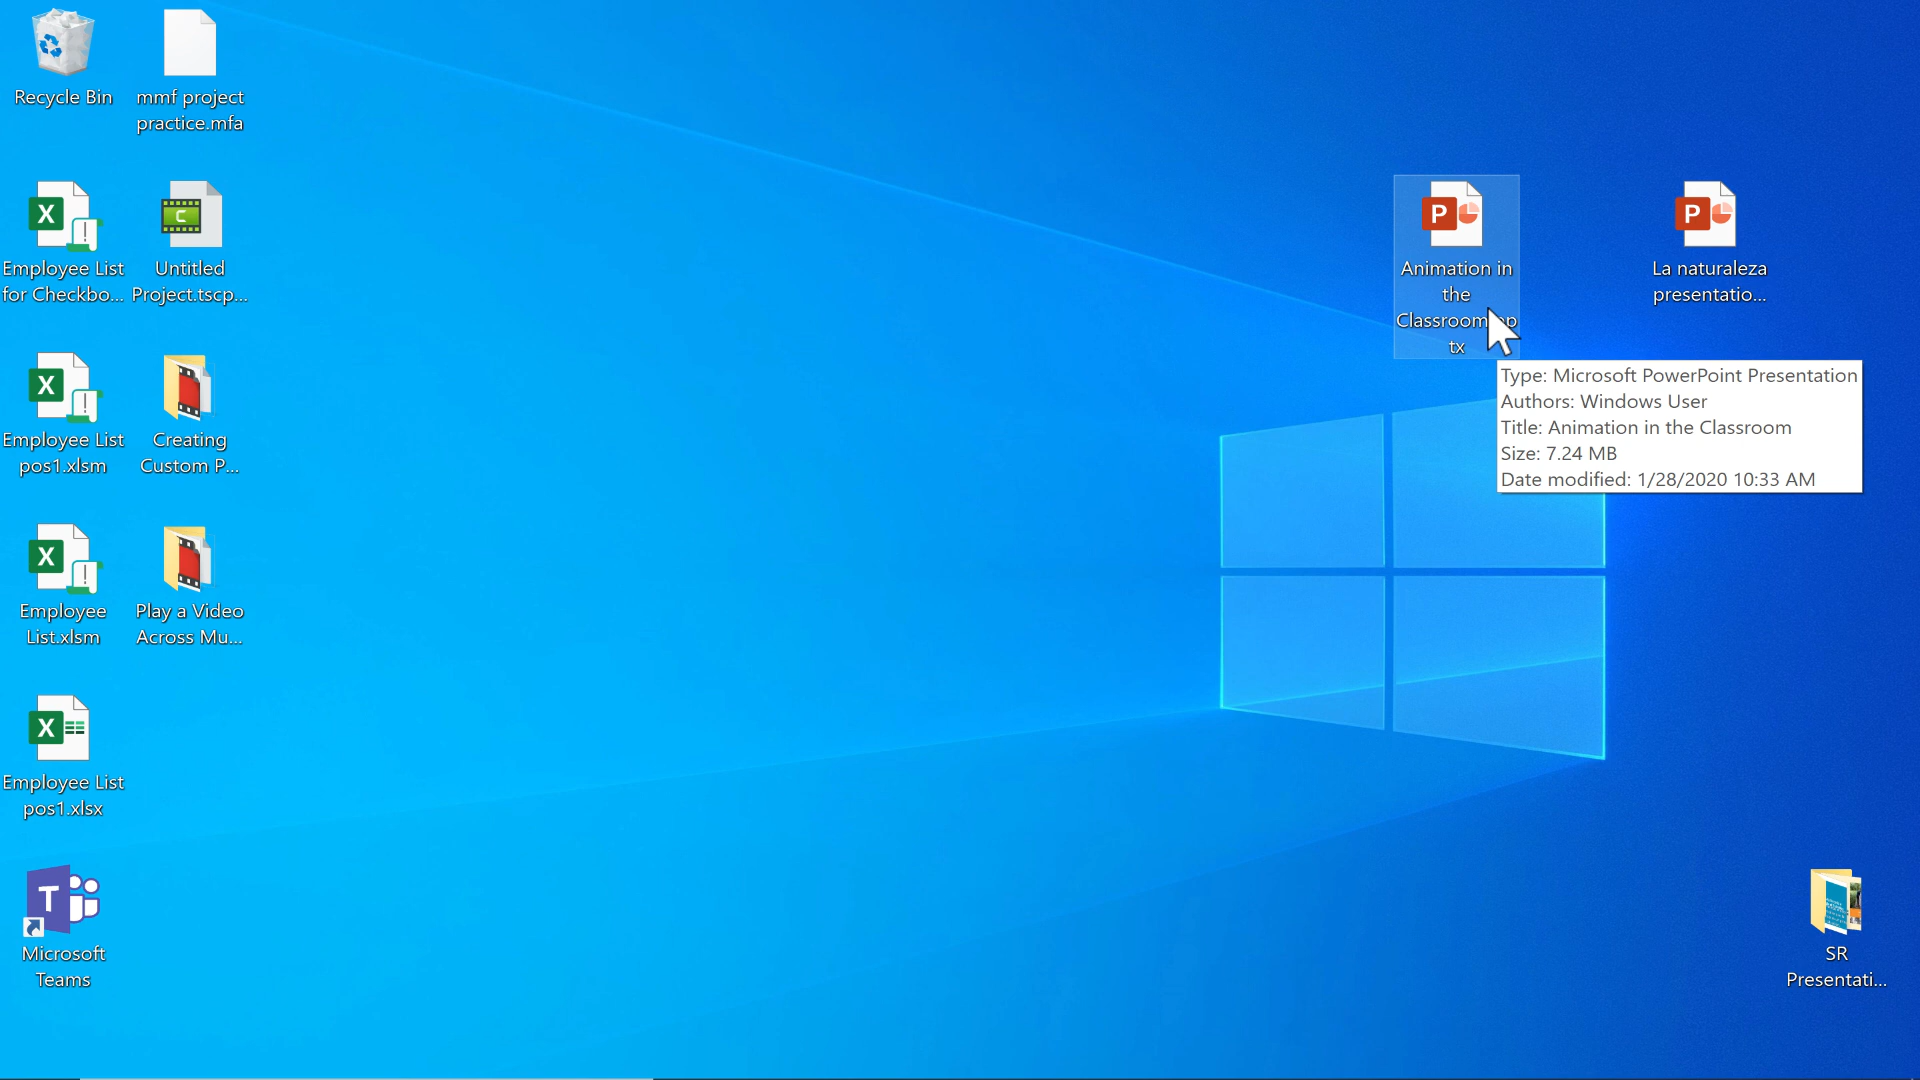 Recycle Bin
mmf project
practice.mfa
Employee List
for Checkbo...
Untitled
Project.tscp...
Employee List
pos1.xlsm
Creating
Custom P...
Employee
List.xlsm
Play a Video
Across Mu...
Employee List
pos1.xlsx
Microsoft
Teams
Animation in
the
Classroom
tx
La naturaleza
presentatio...
Type: Microsoft PowerPoint Presentation
Authors: Windows User
Title: Animation in the Classroom
Size: 7.24 MB
Date modified: 1/28/2020 10:33 AM
SR
Presentati...